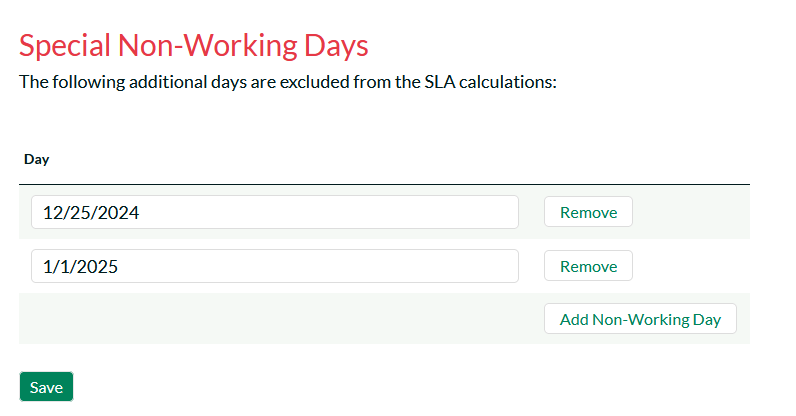 Special Non-Working Days
The following additional days are excluded from the SLA calculations:
Day
12/25/2024
Remove
1/1/2025
Remove
Add Non-Working Day
Save